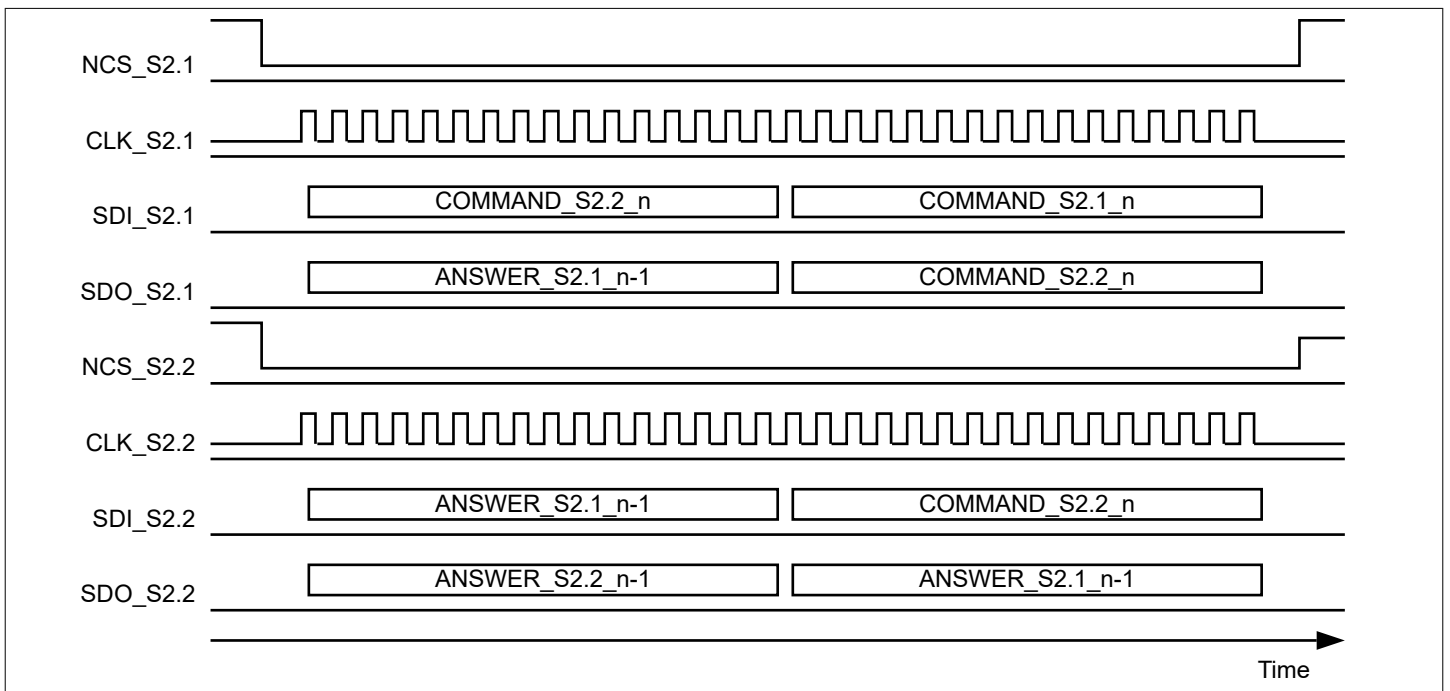 NCS_S2.1
CLK_S2.1
SDI_S2.1 COMMAND_S2.2_n COMMAND_S2.1_n
SDO_S2.1 ANSWER_S2.1_n-1 COMMAND_S2.2_n
NCS_S2.2
CLK_S2.2
SDI_S2.2 ANSWER_S2.1_n-1 COMMAND_S2.2_n
SDO_S2.2 ANSWER_S2.2_n-1 ANSWER_S2.1_n-1
Time